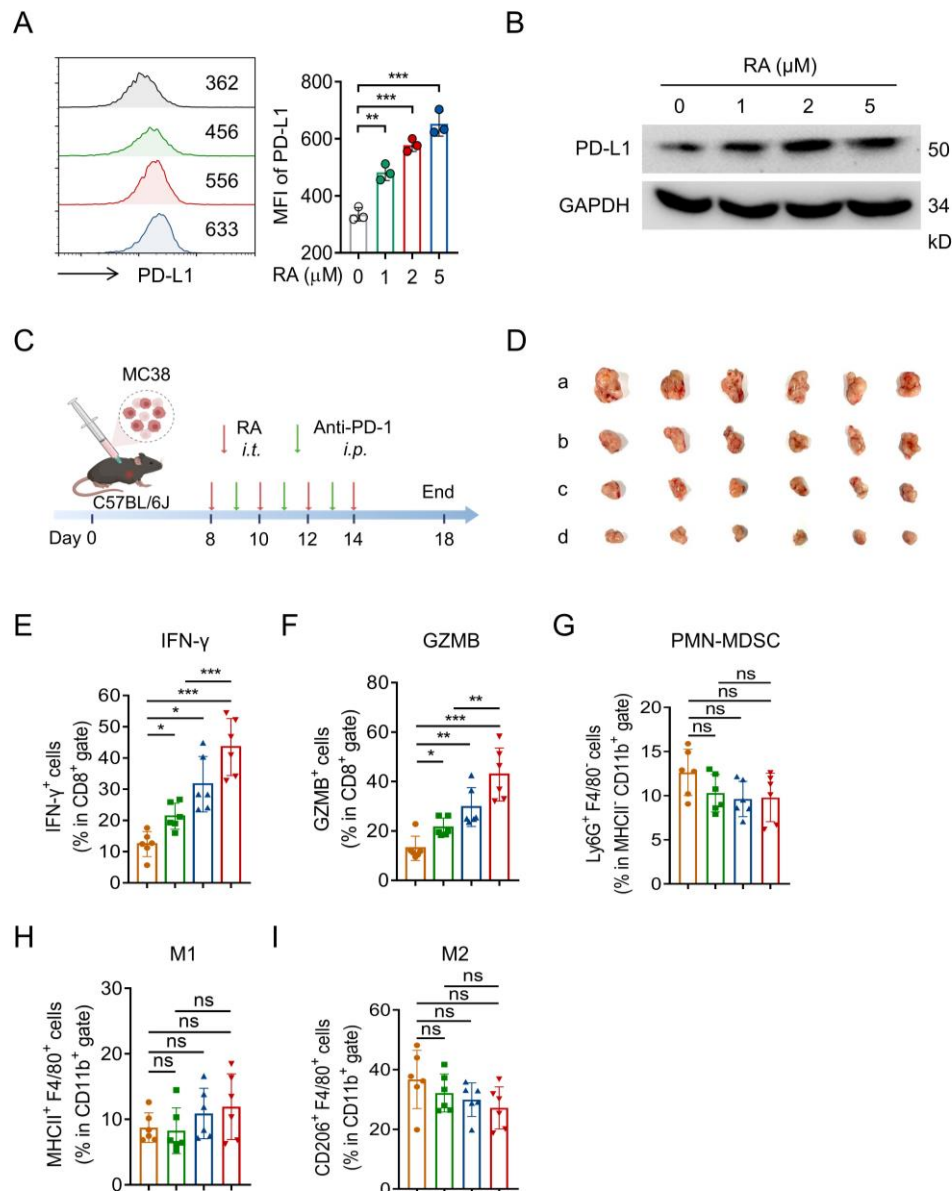 A
362
456
556
633
PD-L1
MFI of PD-L1
800
600
400
200
***
***
**
RA (μM) 0 1 2 5
B
RA (μM)
0 1 2 5
PD-L1 50
GAPDH 34
kD
C
MC38
C57BL/6J
RA
i.t.
Anti-PD-1
i.p.
End
Day 0 8 10 12 14 18
D
a
b
c
d
E
IFN-γ
IFN-γ+ cells
(% in CD8+ gate)
60
50
40
30
20
10
0
***
***
*
*
F
GZMB
GZMB+ cells
(% in CD8+ gate)
80
60
40
20
0
**
***
**
*
G
PMN-MDSC
Ly6G+ F4/80- cells
(% in MHCII- CD11b+ gate)
20
15
10
5
0
ns
ns
ns
ns
H
M1
MHCII+ F4/80+ cells
(% in CD11b+ gate)
30
20
10
0
ns
ns
ns
ns
I
M2
CD206+ F4/80+ cells
(% in CD11b+ gate)
60
40
20
0
ns
ns
ns
ns